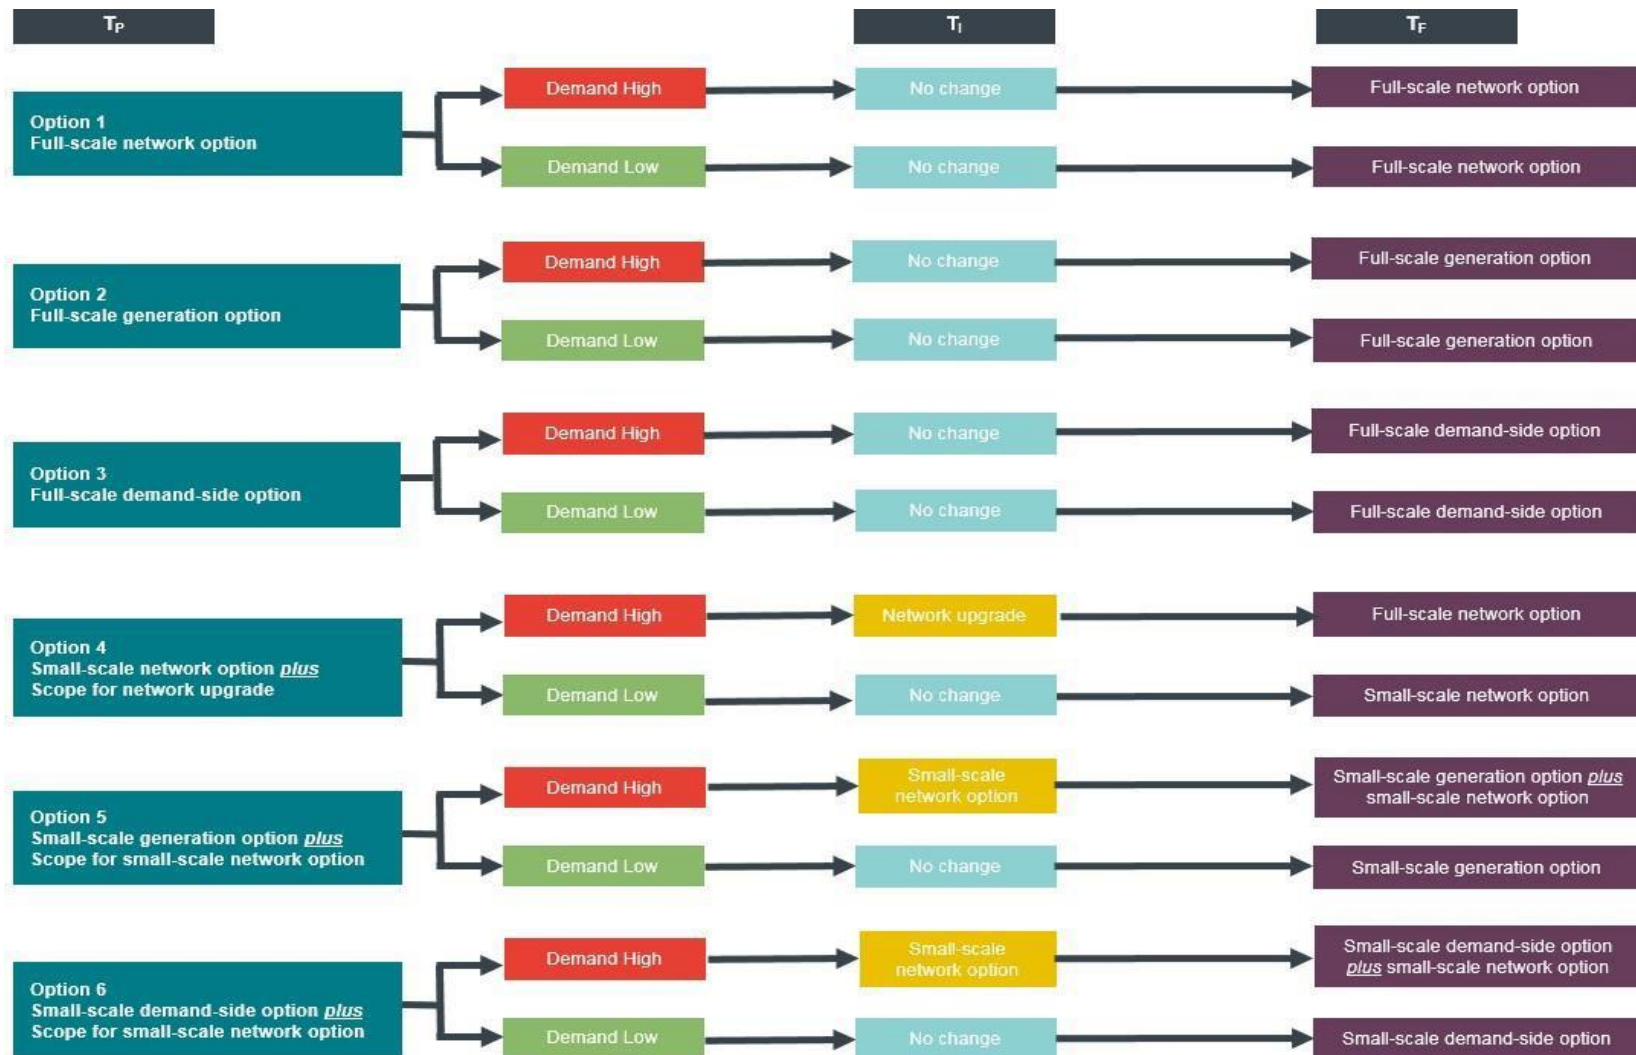 T_P
T_I
T_F
Option 1
Full-scale network option
Demand High
No change
Full-scale network option
Demand Low
No change
Full-scale network option
Option 2
Full-scale generation option
Demand High
No change
Full-scale generation option
Demand Low
No change
Full-scale generation option
Option 3
Full-scale demand-side option
Demand High
No change
Full-scale demand-side option
Demand Low
No change
Full-scale demand-side option
Option 4
Small-scale network option plus
Scope for network upgrade
Demand High
Network upgrade
Full-scale network option
Demand Low
No change
Small-scale network option
Option 5
Small-scale generation option plus
Scope for small-scale network option
Demand High
Small-scale
network option
Small-scale generation option plus
small-scale network option
Demand Low
No change
Small-scale generation option
Option 6
Small-scale demand-side option plus
Scope for small-scale network option
Demand High
Small-scale
network option
Small-scale demand-side option
plus small-scale network option
Demand Low
No change
Small-scale demand-side option